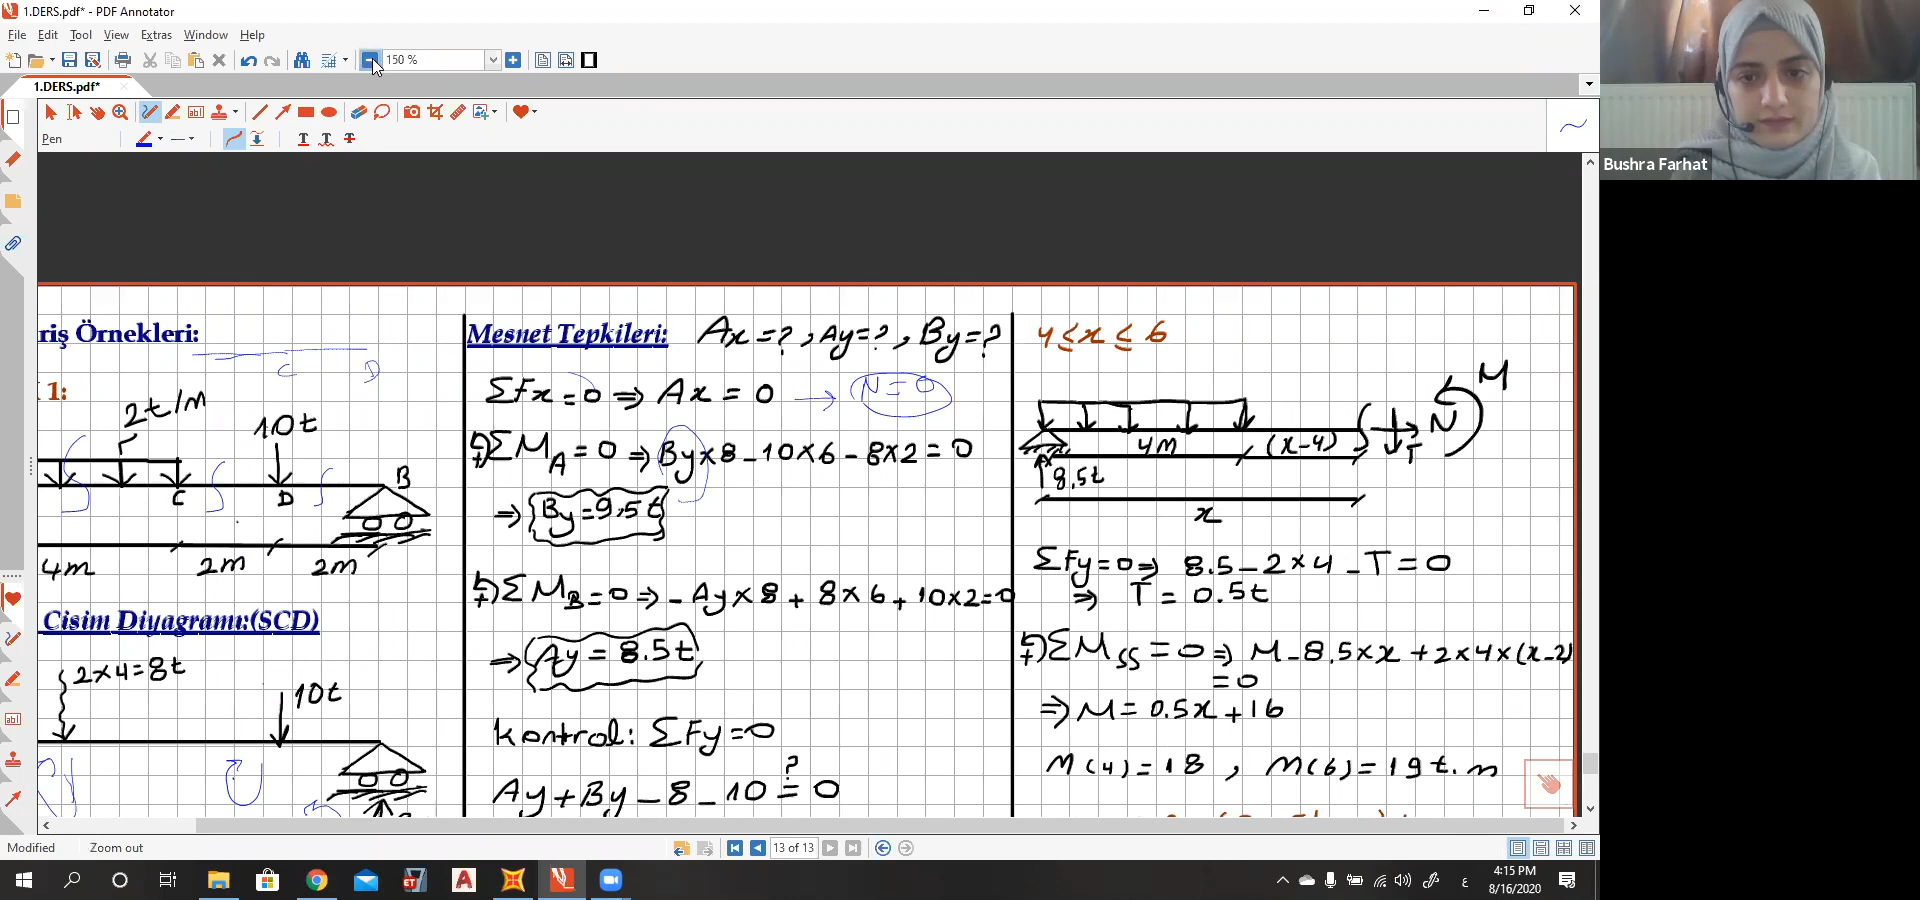 1.DERS.pdf* - PDF Annotator
File Edit Tool View Extras Window Help
150 %
1.DERS.pdf*
Pen
Bushra Farhat
riş Örnekleri:
C D
K 1:
2t/m
10t
B
C D
4m 2m 2m
Cisim Diyagramı:(SCD)
2×4=8t
10t
Mesnet Tepkileri: Ax=?, Ay=?, By=?
ΣFx=0 ⇒ Ax = 0 → N=0
+) ΣM_A = 0 ⇒ By×8-10×6-8×2=0
⇒ By=9,5t
+) ΣM_B=0 ⇒ -Ay×8+8×6+10×2=0
⇒ Ay = 8.5t
kontrol: ΣFy=0
?
Ay+By-8-10 = 0
4≤x≤6
M
N
T
4m (x-4)
8,5t
x
ΣFy=0 ⇒ 8.5-2×4-T=0
⇒ T = 0.5t
+) ΣMss = 0 ⇒ M-8.5×x+2×4×(x-2)
= 0
⇒ M = 0.5x+16
M(4)=18, M(6)=19t.m
Modified Zoom out 13 of 13
4:15 PM
8/16/2020